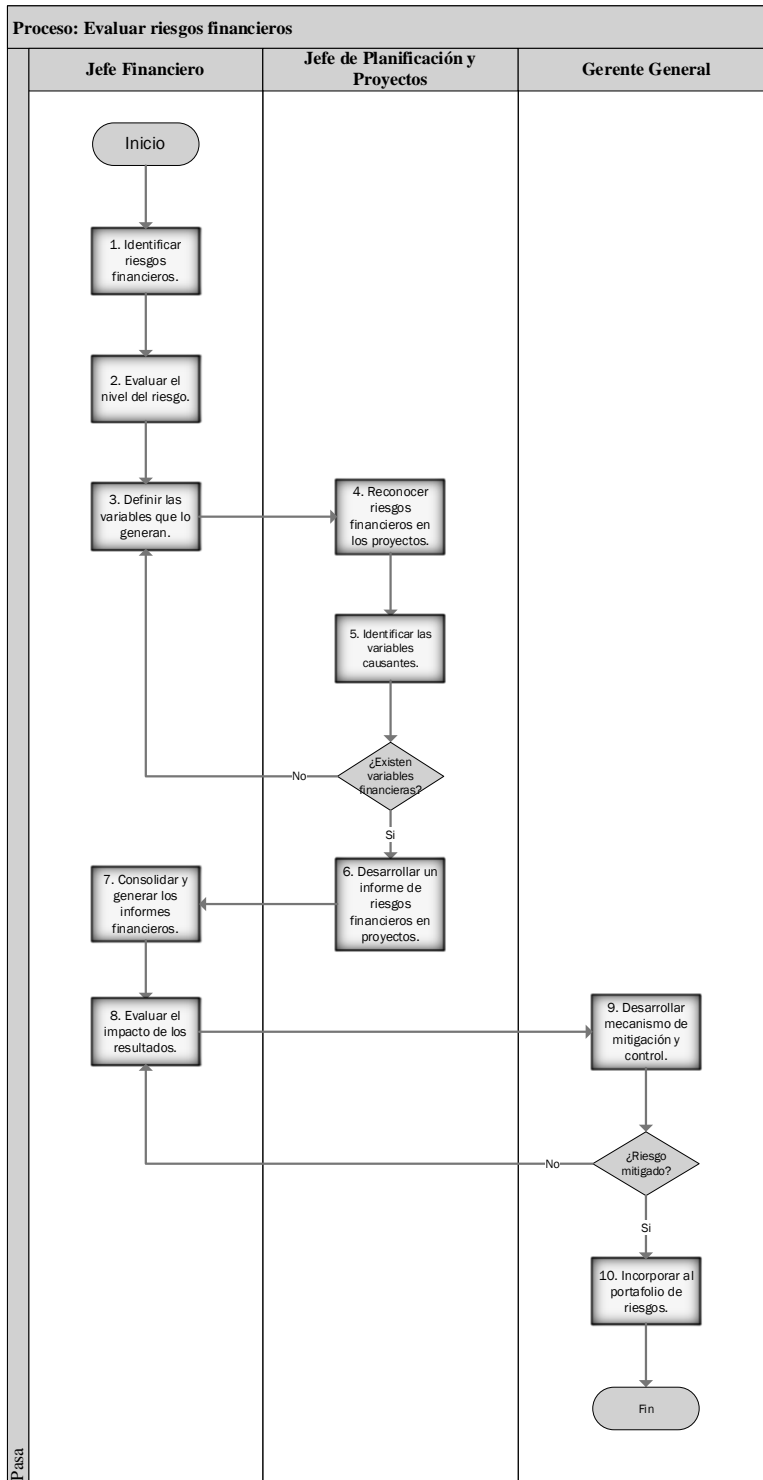 Proceso: Evaluar riesgos financieros
Jefe Financiero
Jefe de Planificación y
Proyectos
Gerente General
Inicio
1. Identificar
riesgos
financieros.
2. Evaluar el
nivel del riesgo.
3. Definir las
variables que lo
generan.
4. Reconocer
riesgos
financieros en
los proyectos.
5. Identificar las
variables
causantes.
¿Existen
variables
financieras?
No
Si
6. Desarrollar un
informe de
riesgos
financieros en
proyectos.
7. Consolidar y
generar los
informes
financieros.
8. Evaluar el
impacto de los
resultados.
9. Desarrollar
mecanismo de
mitigación y
control.
¿Riesgo
mitigado?
No
Si
10. Incorporar al
portafolio de
riesgos.
Fin
Pasa